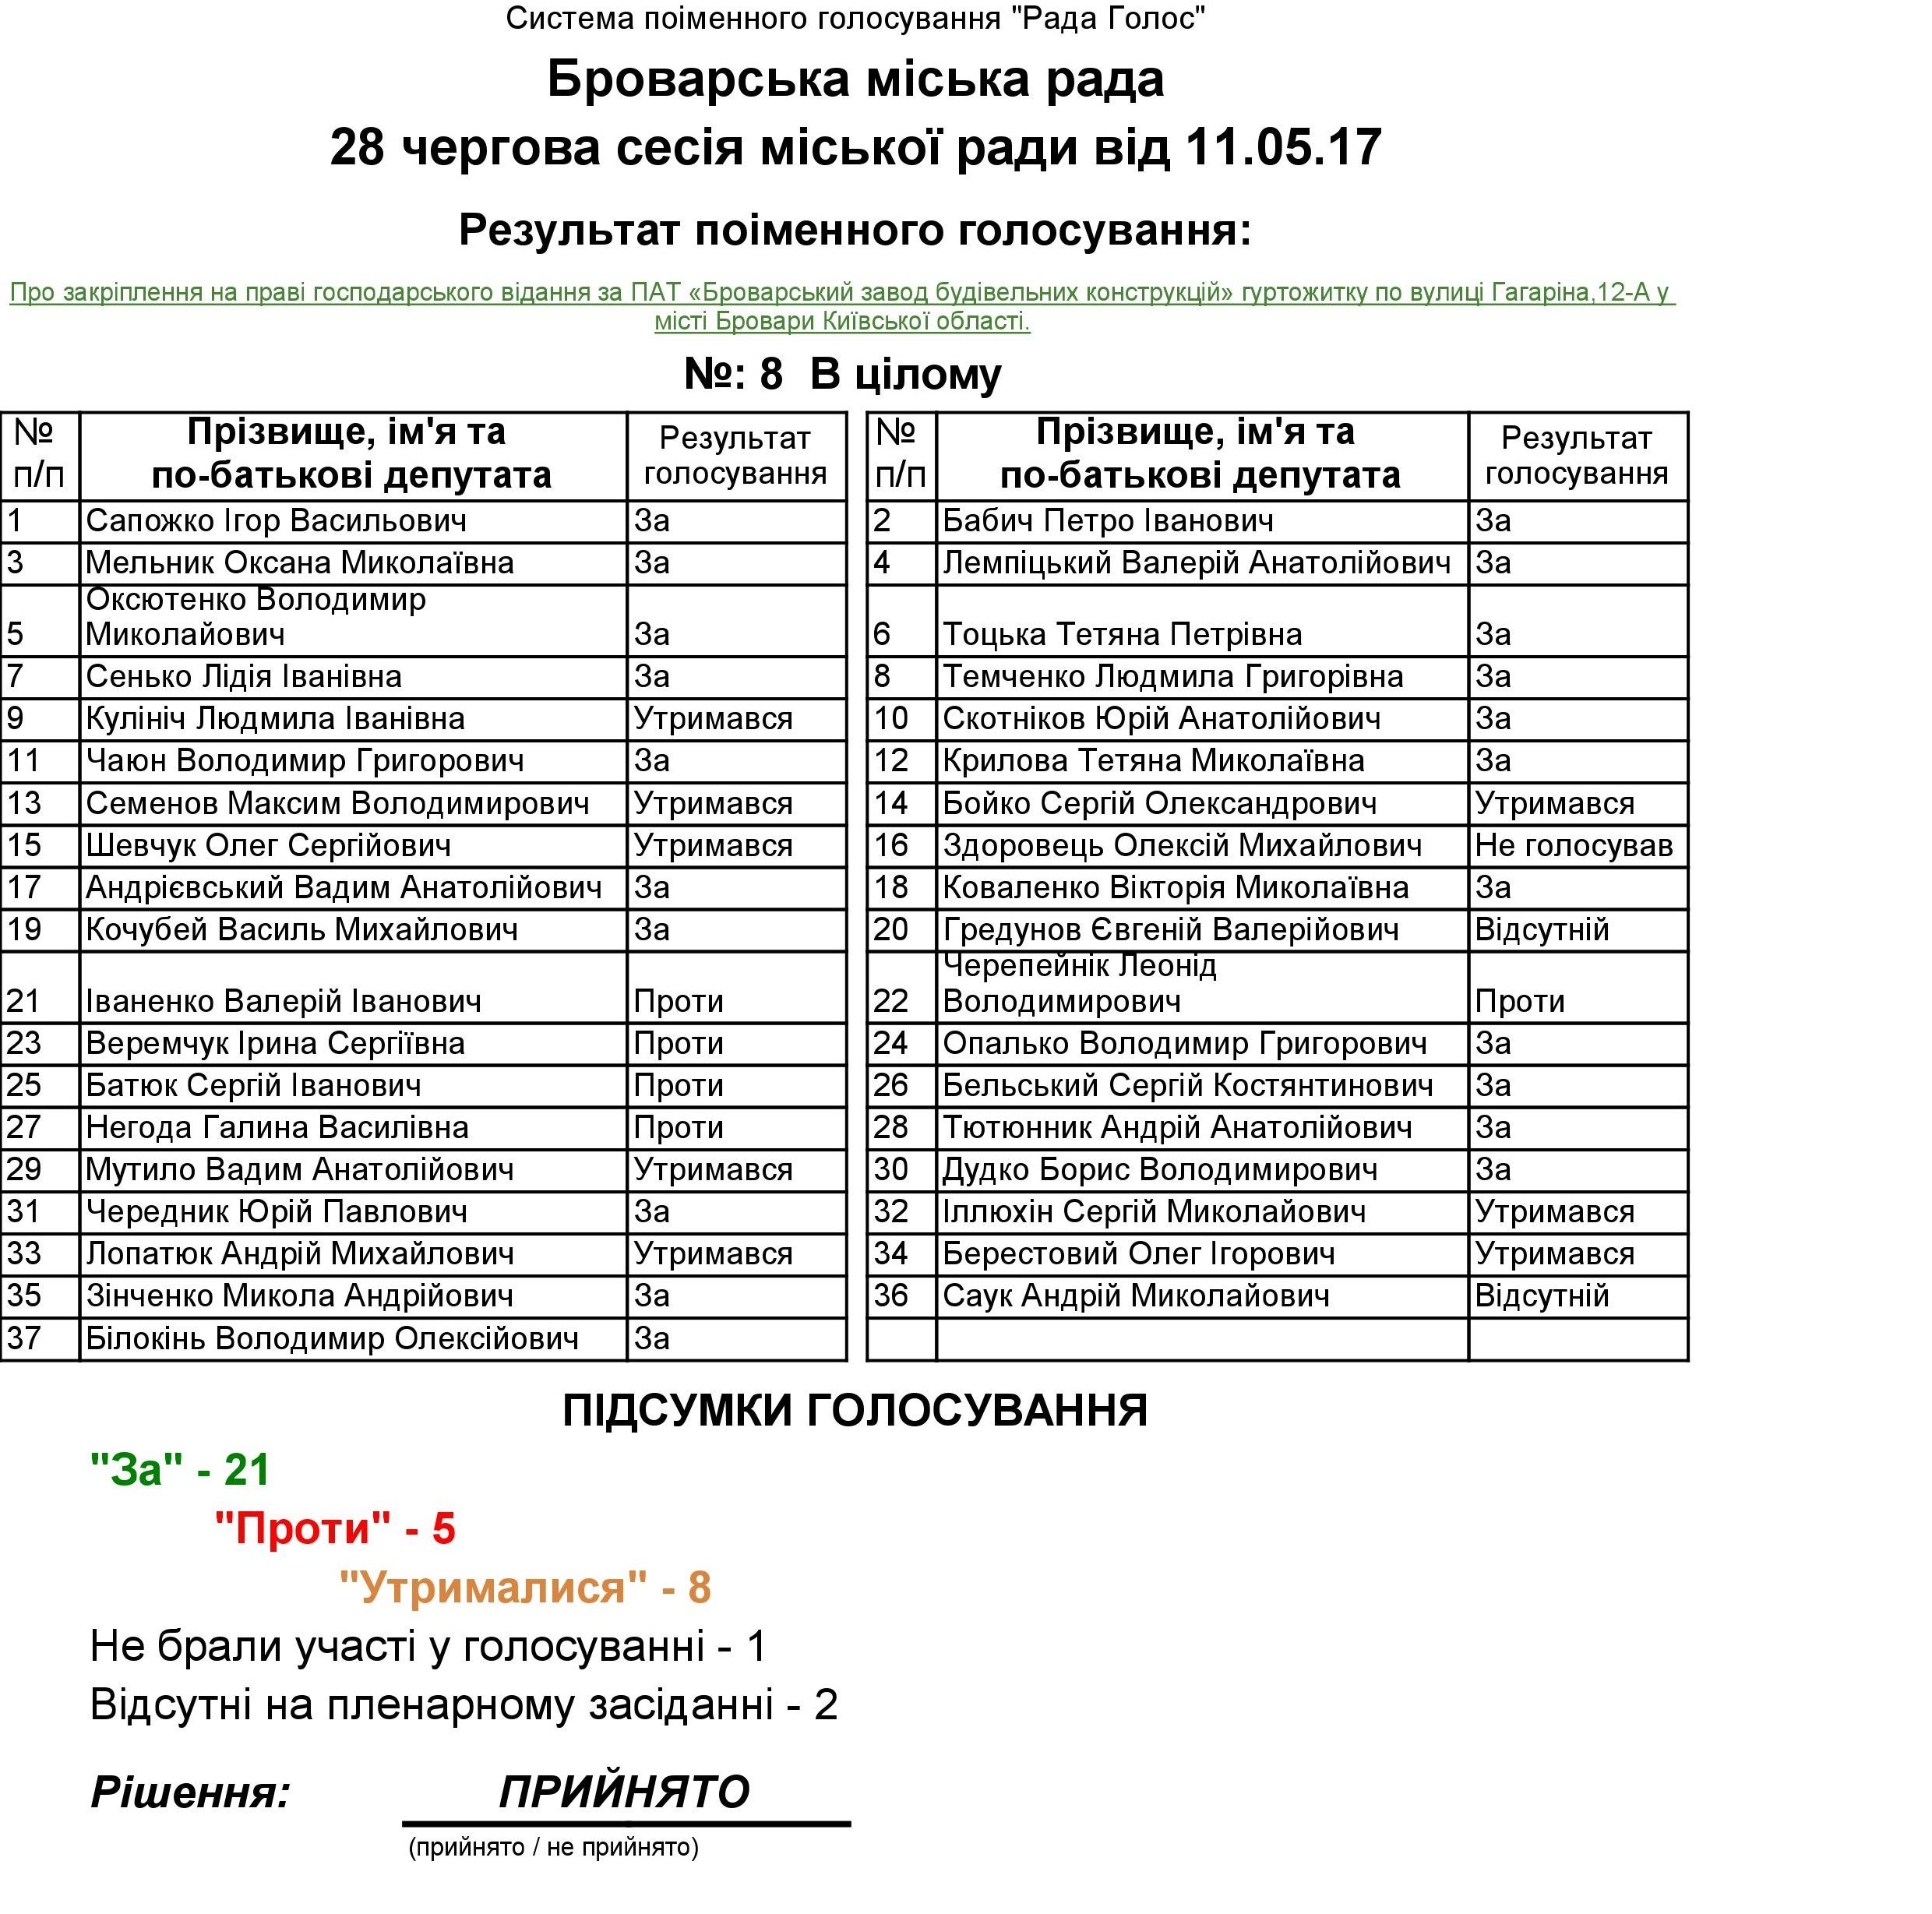 Система поіменного голосування "Рада Голос"
Броварська міська рада
28 чергова сесія міської ради від 11.05.17
Результат поіменного голосування:
Про закріплення на праві господарського відання за ПАТ «Броварський завод будівельних конструкцій» гуртожитку по вулиці Гагаріна,12-А у
місті Бровари Київської області.
№: 8  В цілому
№ п/п Прізвище, ім'я та по-батькові депутата Результат голосування № п/п Прізвище, ім'я та по-батькові депутата Результат голосування
1 Сапожко Ігор Васильович За 2 Бабич Петро Іванович За
3 Мельник Оксана Миколаївна За 4 Лемпіцький Валерій Анатолійович За
5 Оксютенко Володимир Миколайович За 6 Тоцька Тетяна Петрівна За
7 Сенько Лідія Іванівна За 8 Темченко Людмила Григорівна За
9 Кулініч Людмила Іванівна Утримався 10 Скотніков Юрій Анатолійович За
11 Чаюн Володимир Григорович За 12 Крилова Тетяна Миколаївна За
13 Семенов Максим Володимирович Утримався 14 Бойко Сергій Олександрович Утримався
15 Шевчук Олег Сергійович Утримався 16 Здоровець Олексій Михайлович Не голосував
17 Андрієвський Вадим Анатолійович За 18 Коваленко Вікторія Миколаївна За
19 Кочубей Василь Михайлович За 20 Гредунов Євгеній Валерійович Відсутній
21 Іваненко Валерій Іванович Проти 22 Черепейнік Леонід Володимирович Проти
23 Веремчук Ірина Сергіївна Проти 24 Опалько Володимир Григорович За
25 Батюк Сергій Іванович Проти 26 Бельський Сергій Костянтинович За
27 Негода Галина Василівна Проти 28 Тютюнник Андрій Анатолійович За
29 Мутило Вадим Анатолійович Утримався 30 Дудко Борис Володимирович За
31 Чередник Юрій Павлович За 32 Іллюхін Сергій Миколайович Утримався
33 Лопатюк Андрій Михайлович Утримався 34 Берестовий Олег Ігорович Утримався
35 Зінченко Микола Андрійович За 36 Саук Андрій Миколайович Відсутній
37 Білокінь Володимир Олексійович За
ПІДСУМКИ ГОЛОСУВАННЯ
"За" - 21
"Проти" - 5
"Утрималися" - 8
Не брали участі у голосуванні - 1
Відсутні на пленарному засіданні - 2
Рішення: ПРИЙНЯТО
(прийнято / не прийнято)